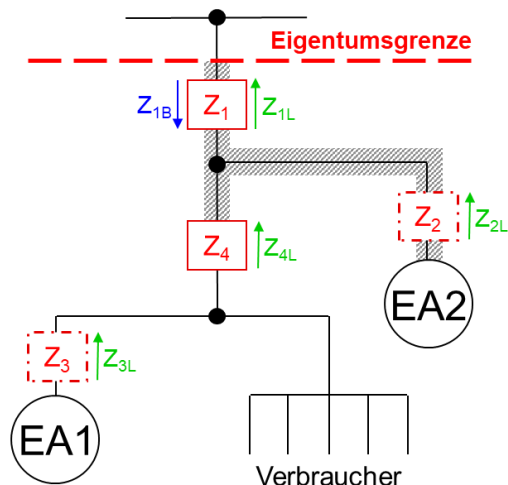 Eigentumsgrenze
Z1B
Z1
Z1L
Z4
Z4L
Z2
Z2L
EA2
Z3
Z3L
EA1
Verbraucher